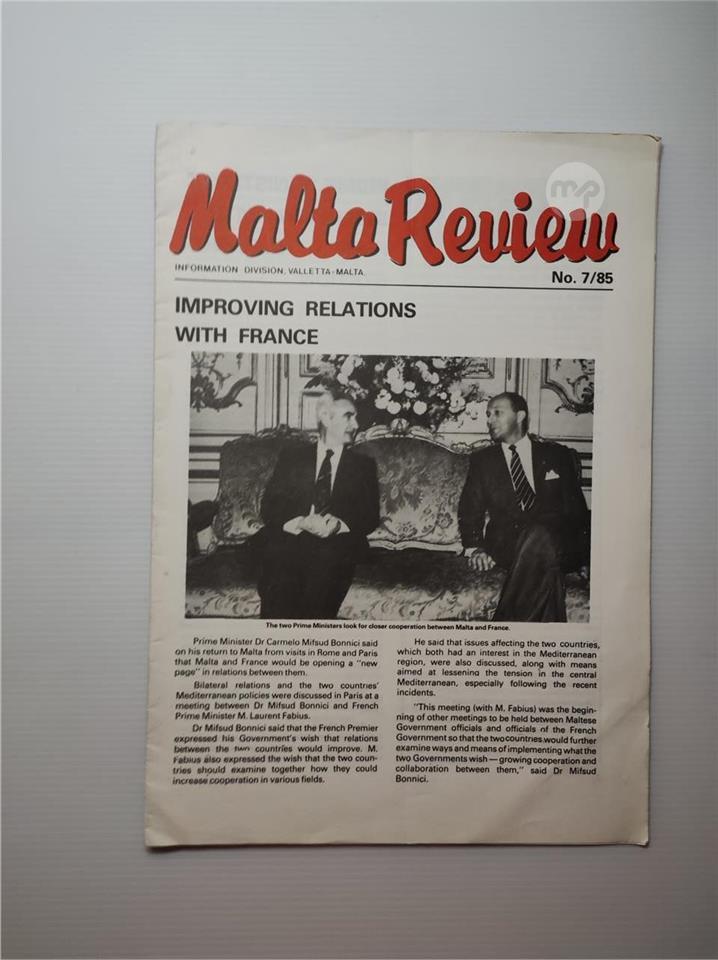 Malta Review
mp
INFORMATION DIVISION, VALLETTA-MALTA.
No. 7/85
IMPROVING RELATIONS
WITH FRANCE
The two Prime Ministers look for closer cooperation between Malta and France.
Prime Minister Dr Carmelo Mifsud Bonnici said
on his return to Malta from visits in Rome and Paris
that Malta and France would be opening a "new
page" in relations between them.
Bilateral relations and the two countries'
Mediterranean policies were discussed in Paris at a
meeting between Dr Mifsud Bonnici and French
Prime Minister M. Laurent Fabius.
Dr Mifsud Bonnici said that the French Premier
expressed his Government's wish that relations
between the two countries would improve. M.
Fabius also expressed the wish that the two coun-
tries should examine together how they could
increase cooperation in various fields.
He said that issues affecting the two countries,
which both had an interest in the Mediterranean
region, were also discussed, along with means
aimed at lessening the tension in the central
Mediterranean, especially following the recent
incidents.
"This meeting (with M. Fabius) was the begin-
ning of other meetings to be held between Maltese
Government officials and officials of the French
Government so that the two countries would further
examine ways and means of implementing what the
two Governments wish — growing cooperation and
collaboration between them," said Dr Mifsud
Bonnici.